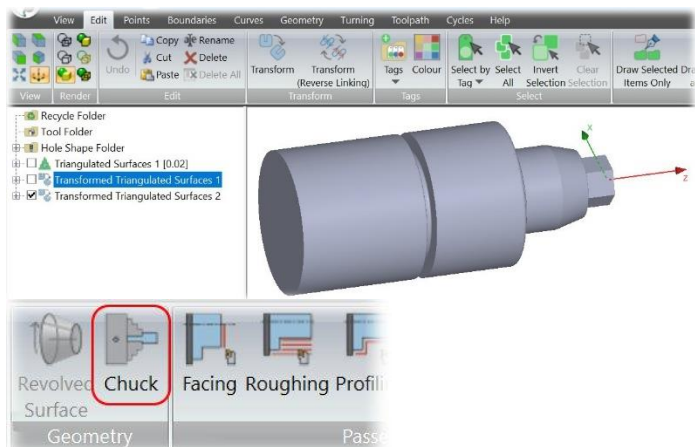 View Edit Points Boundaries Curves Geometry Turning Toolpath Cycles Help
Undo
Copy Rename
Cut Delete
Paste Delete All
Transform Transform
(Reverse Linking)
Tags Colour
Select by Select Invert Clear
Tag All Selection Selection
Draw Selected
Items Only
View Render Edit Transform Tags Select
Recycle Folder
Tool Folder
Hole Shape Folder
Triangulated Surfaces 1 [0.02]
Transformed Triangulated Surfaces 1
Transformed Triangulated Surfaces 2
X
Z
Revolved Chuck Facing Roughing
Surface
Geometry